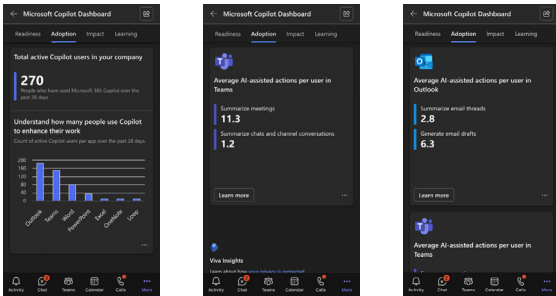 Microsoft Copilot Dashboard
Readiness Adoption Impact Learning
Total active Copilot users in your company
270
People who have used Microsoft 365 Copilot over the
past 28 days
Understand how many people use Copilot
to enhance their work
Count of active Copilot users per app over the past 28 days
200
160
120
80
40
0
Outlook Teams Word PowerPoint Excel OneNote Loop
Activity Chat Teams Calendar Calls More
Microsoft Copilot Dashboard
Readiness Adoption Impact Learning
Average AI-assisted actions per user in
Teams
Summarize meetings
11.3
Summarize chats and channel conversations
1.2
Learn more
Viva Insights
Learn about how your privacy is protected
Activity Chat Teams Calendar Calls More
Microsoft Copilot Dashboard
Readiness Adoption Impact Learning
Average AI-assisted actions per user in
Outlook
Summarize email threads
2.8
Generate email drafts
6.3
Learn more
Average AI-assisted actions per user in
Teams
Activity Chat Teams Calendar Calls More